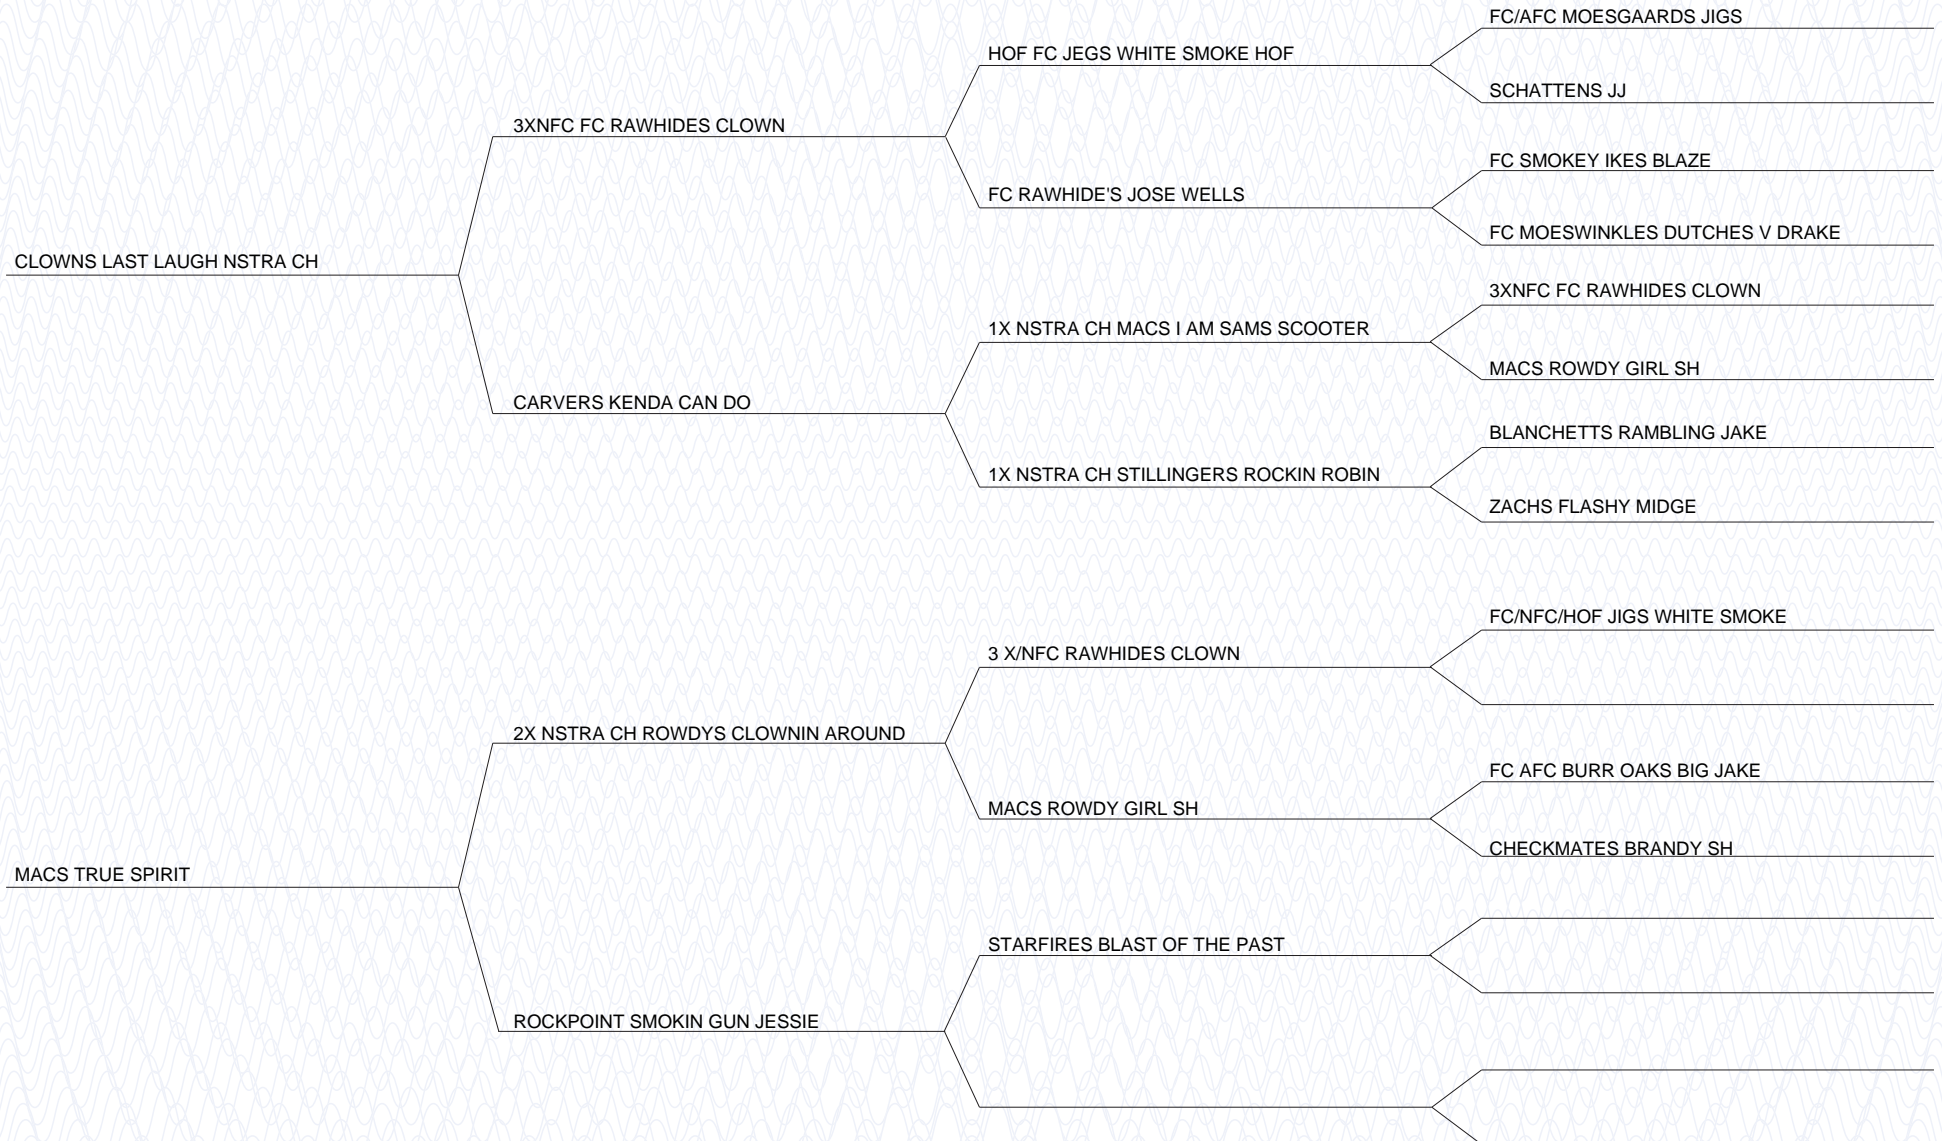 FC/AFC MOESGAARDS JIGS
HOF FC JEGS WHITE SMOKE HOF
SCHATTENS JJ
3XNFC FC RAWHIDES CLOWN
FC SMOKEY IKES BLAZE
FC RAWHIDE'S JOSE WELLS
FC MOESWINKLES DUTCHES V DRAKE
CLOWNS LAST LAUGH NSTRA CH
3XNFC FC RAWHIDES CLOWN
1X NSTRA CH MACS I AM SAMS SCOOTER
MACS ROWDY GIRL SH
CARVERS KENDA CAN DO
BLANCHETTS RAMBLING JAKE
1X NSTRA CH STILLINGERS ROCKIN ROBIN
ZACHS FLASHY MIDGE
FC/NFC/HOF JIGS WHITE SMOKE
3 X/NFC RAWHIDES CLOWN
2X NSTRA CH ROWDYS CLOWNIN AROUND
FC AFC BURR OAKS BIG JAKE
MACS ROWDY GIRL SH
CHECKMATES BRANDY SH
MACS TRUE SPIRIT
STARFIRES BLAST OF THE PAST
ROCKPOINT SMOKIN GUN JESSIE